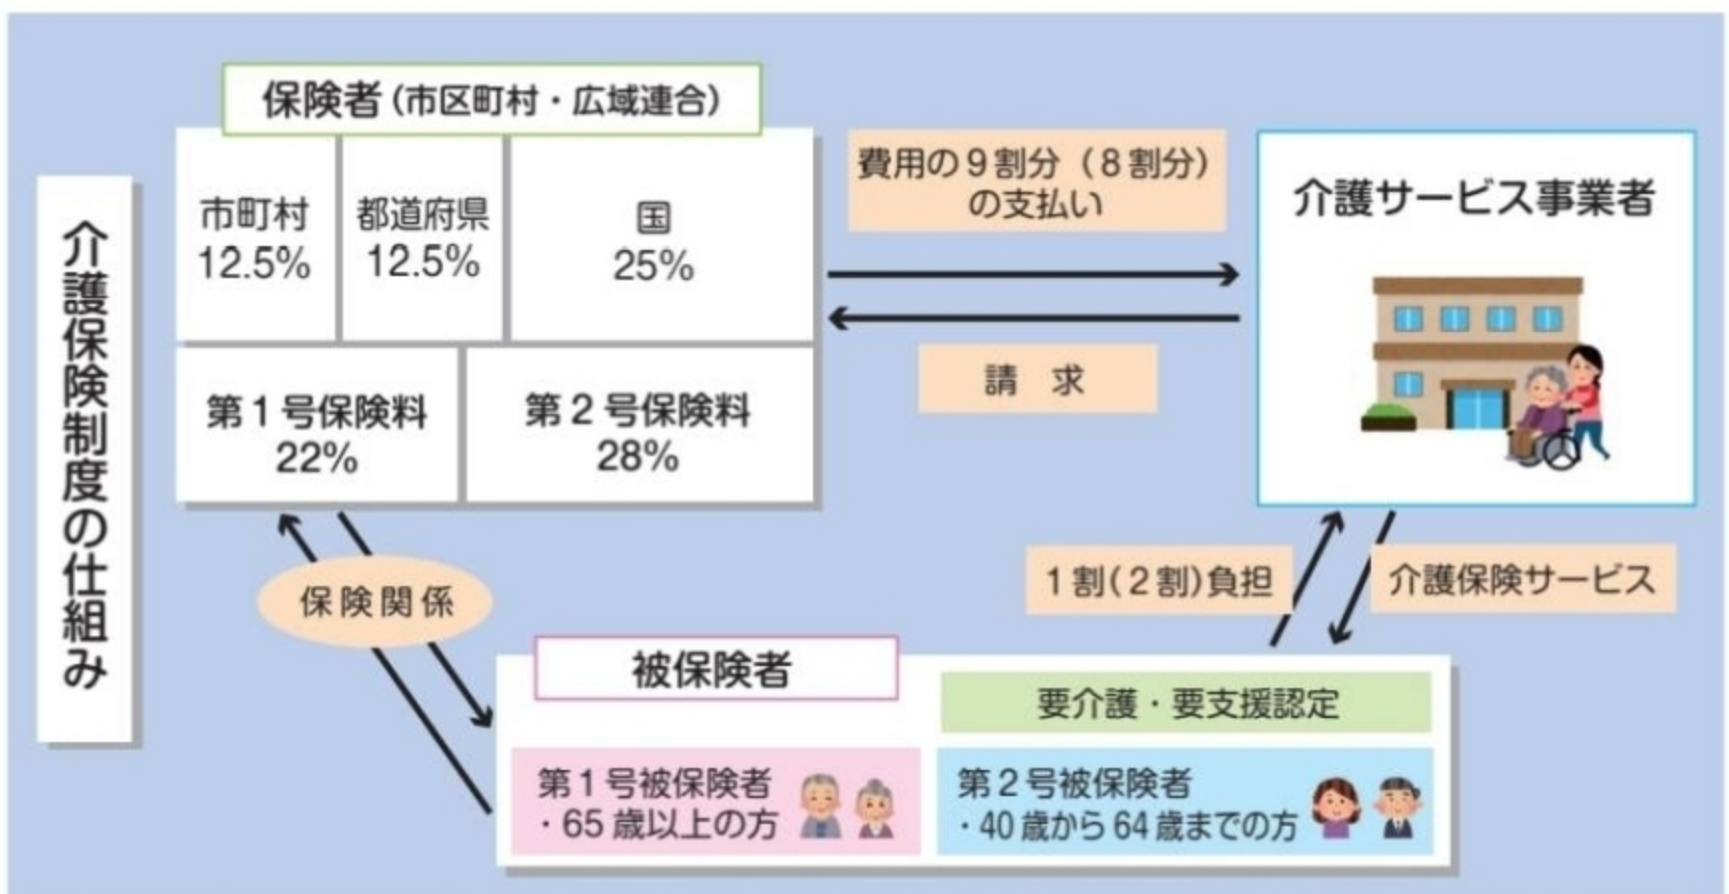 介護保険制度の仕組み
保険者(市区町村・広域連合)
市町村
12.5%
都道府県
12.5%
国
25%
第1号保険料
22%
第2号保険料
28%
費用の9割分(8割分)
の支払い
請 求
介護サービス事業者
保険関係
1割(2割)負担
介護保険サービス
被保険者
要介護・要支援認定
第1号被保険者
・65歳以上の方
第2号被保険者
・40歳から64歳までの方